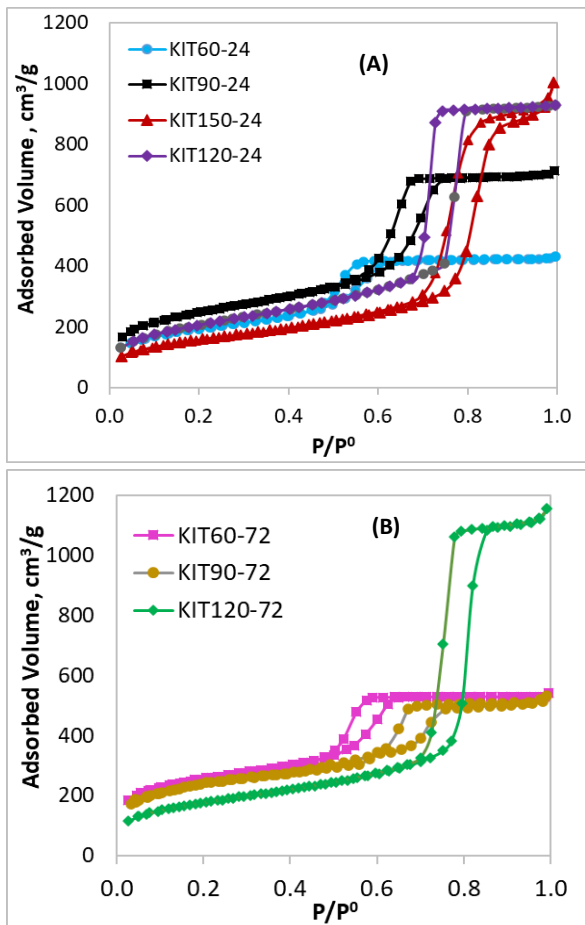 1200
1000
800
600
400
200
0
Adsorbed Volume , cm³/g
KIT60-24
KIT90-24
KIT150-24
KIT120-24
(A)
0.0 0.2 0.4 0.6 0.8 1.0
P/P⁰
1200
1000
800
600
400
200
0
Adsorbed Volume, cm³/g
KIT60-72
KIT90-72
KIT120-72
(B)
0.0 0.2 0.4 0.6 0.8 1.0
P/P⁰